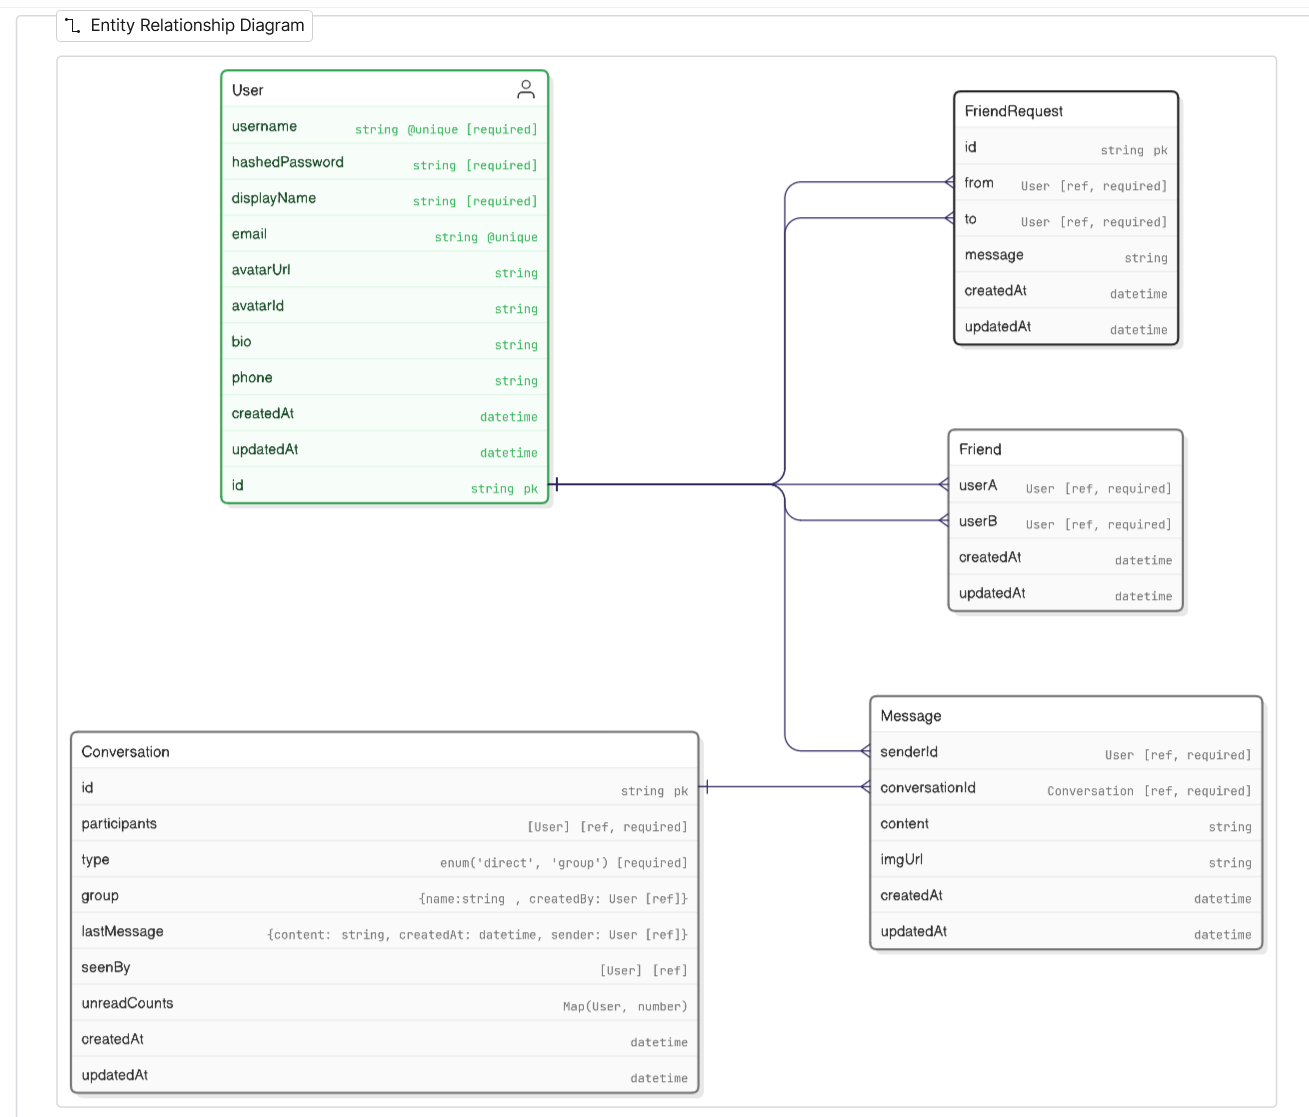 Entity Relationship Diagram
User
username string @unique [required]
hashedPassword string [required]
displayName string [required]
email string @unique
avatarUrl string
avatarId string
bio string
phone string
createdAt datetime
updatedAt datetime
id string pk
FriendRequest
id string pk
from User [ref, required]
to User [ref, required]
message string
createdAt datetime
updatedAt datetime
Friend
userA User [ref, required]
userB User [ref, required]
createdAt datetime
updatedAt datetime
Message
senderId User [ref, required]
conversationId Conversation [ref, required]
content string
imgUrl string
createdAt datetime
updatedAt datetime
Conversation
id string pk
participants [User] [ref, required]
type enum('direct', 'group') [required]
group {name:string , createdBy: User [ref]}
lastMessage {content: string, createdAt: datetime, sender: User [ref]}
seenBy [User] [ref]
unreadCounts Map(User, number)
createdAt datetime
updatedAt datetime